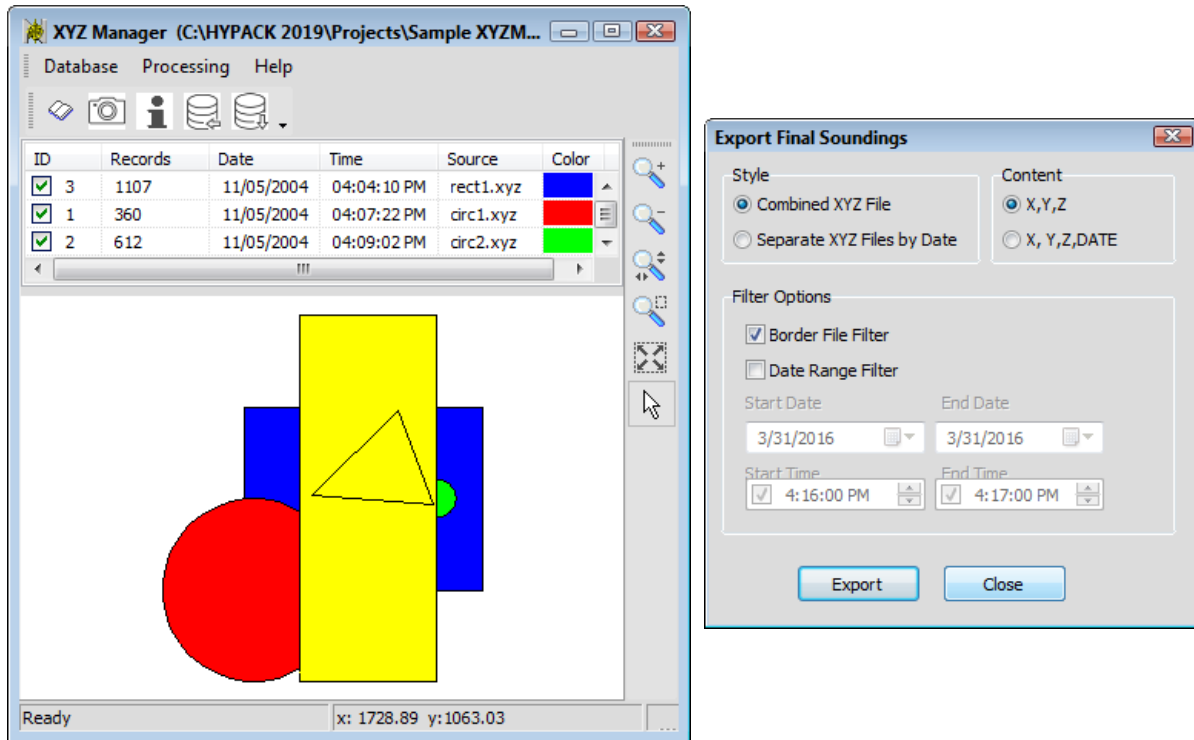 XYZ Manager (C:\HYPACK 2019\Projects\Sample XYZM...
Database Processing Help
ID Records Date Time Source Color
3 1107 11/05/2004 04:04:10 PM rect1.xyz
1 360 11/05/2004 04:07:22 PM circ1.xyz
2 612 11/05/2004 04:09:02 PM circ2.xyz
Ready x: 1728.89 y:1063.03
Export Final Soundings
Style
Combined XYZ File
Separate XYZ Files by Date
Content
X,Y,Z
X, Y,Z,DATE
Filter Options
Border File Filter
Date Range Filter
Start Date End Date
3/31/2016 3/31/2016
Start Time End Time
4:16:00 PM 4:17:00 PM
Export Close